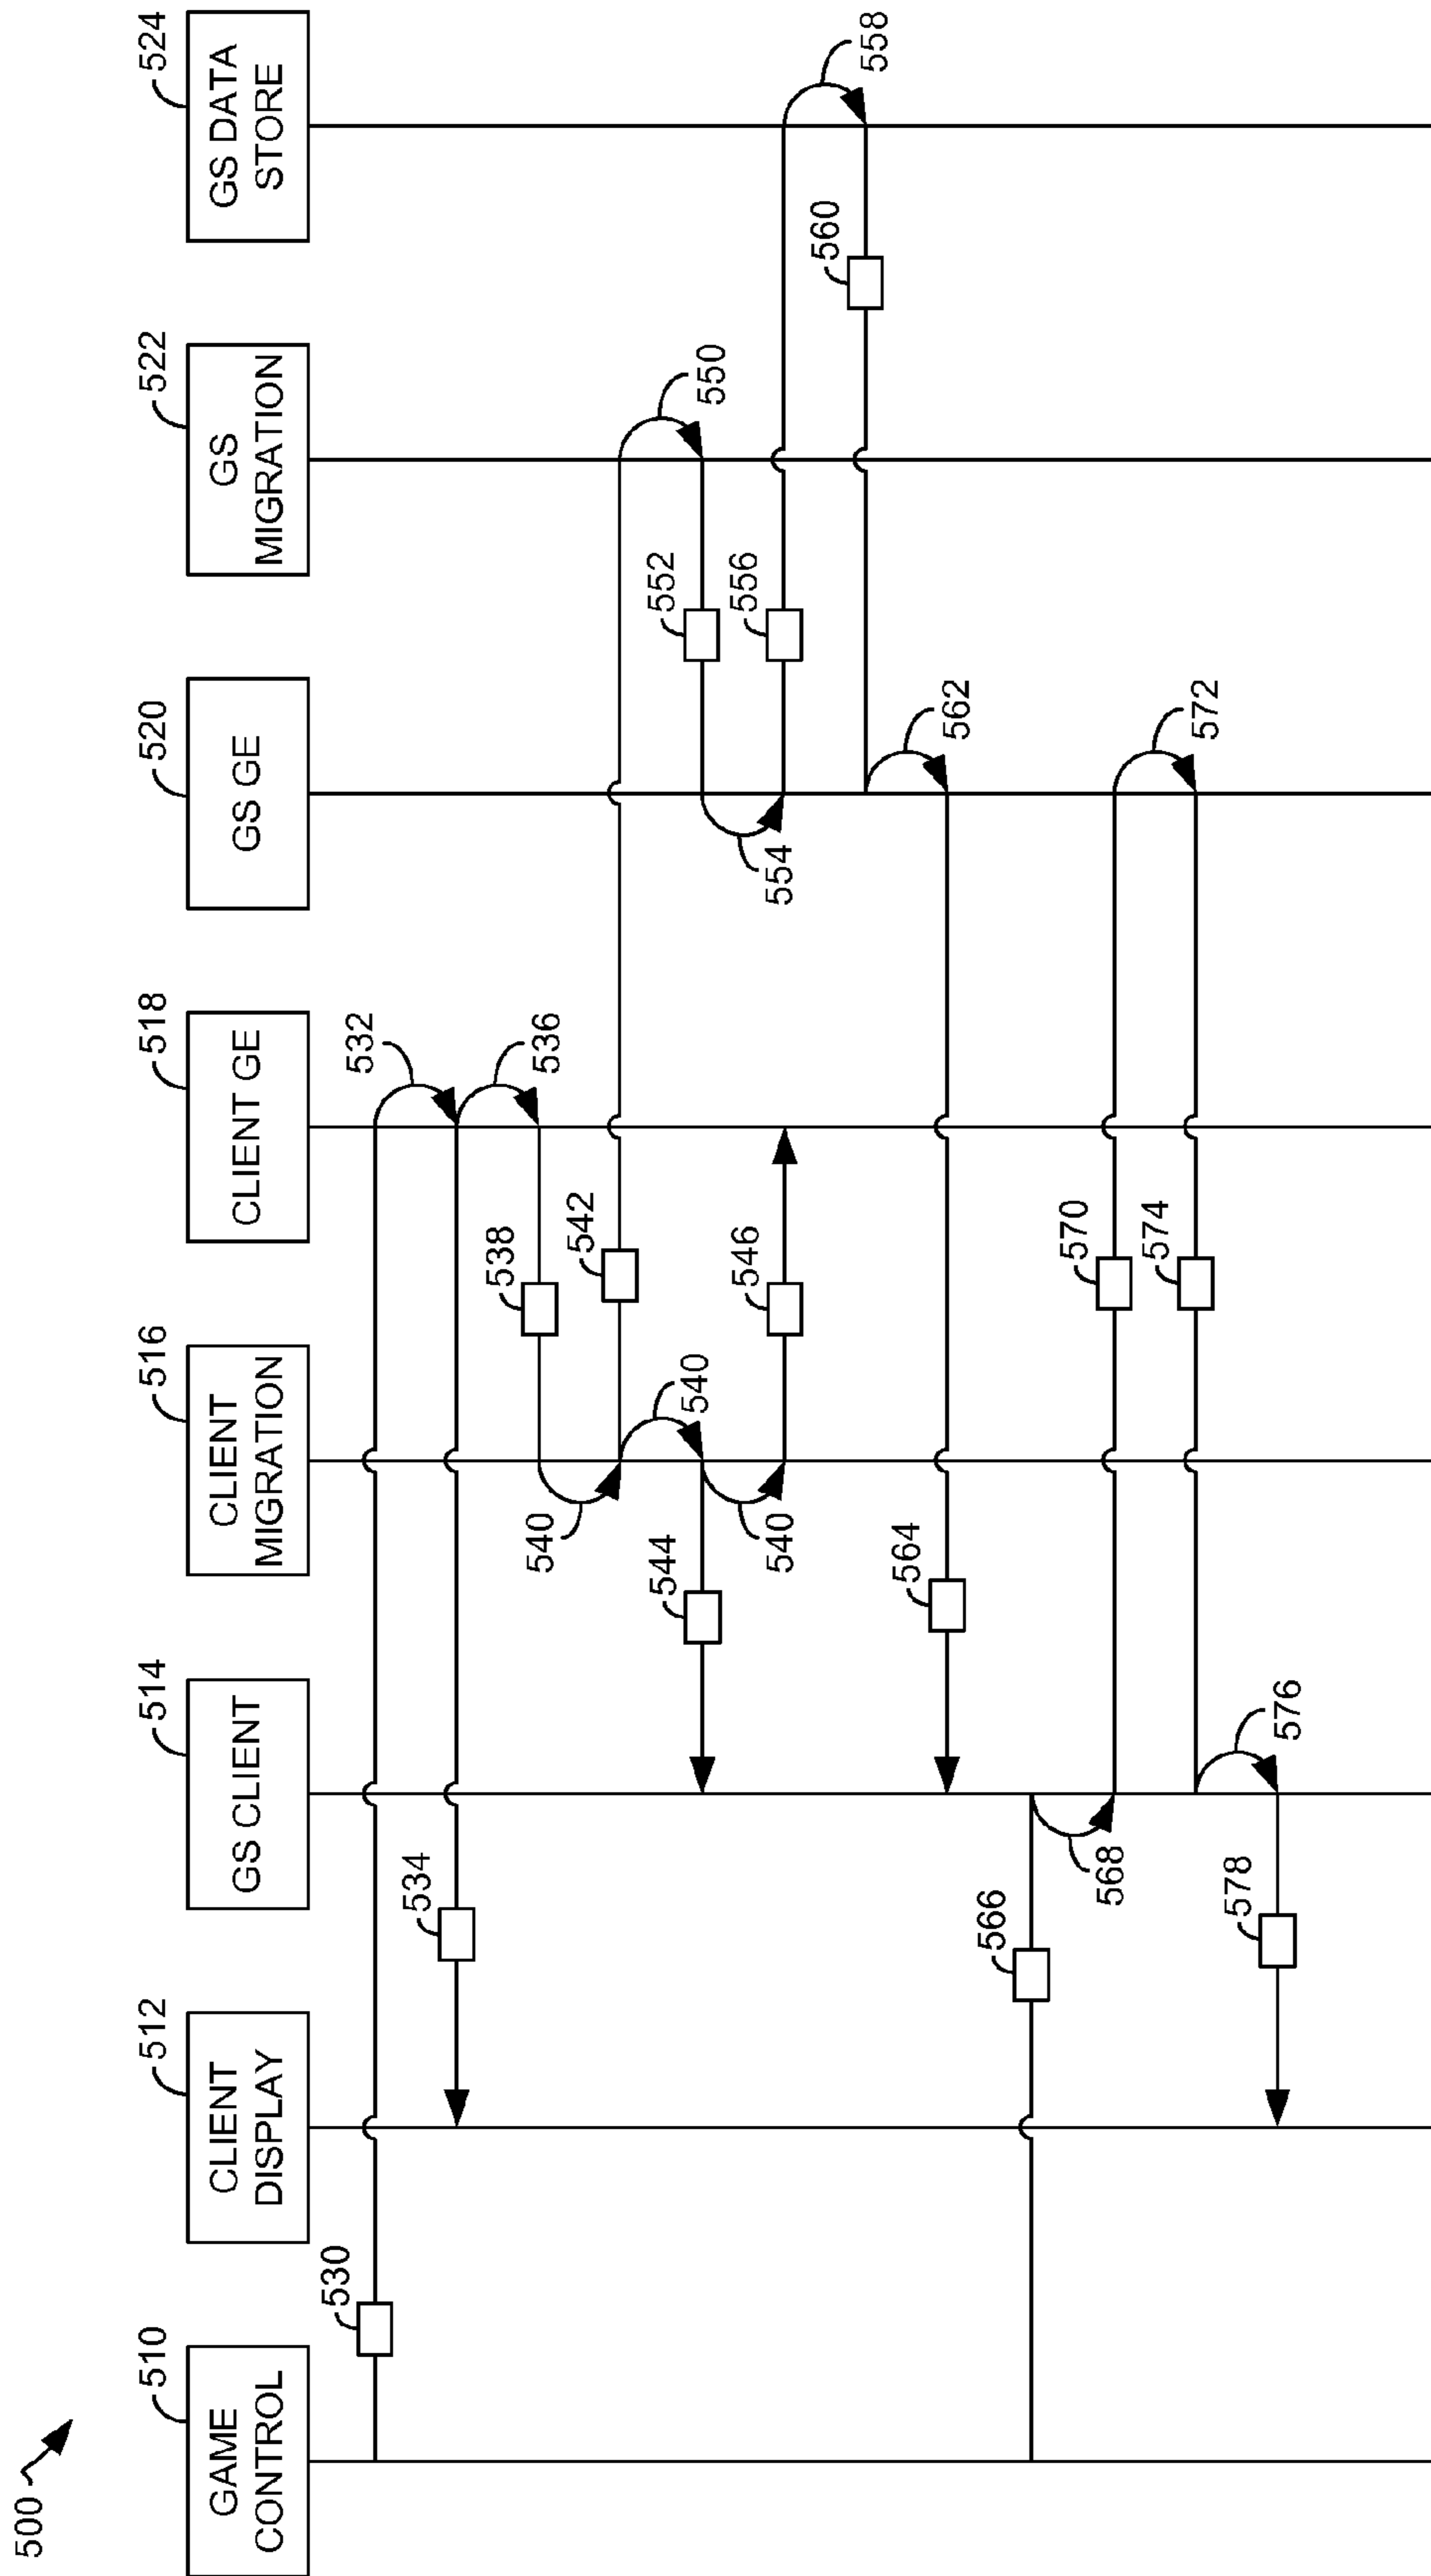 500
510
GAME
CONTROL
512
CLIENT
DISPLAY
514
GS CLIENT
516
CLIENT
MIGRATION
518
CLIENT GE
520
GS GE
522
GS
MIGRATION
524
GS DATA
STORE
530
532
534
536
538
540
542
540
544
550
552
540
546
554
556
558
560
562
564
566
568
570
572
574
576
578